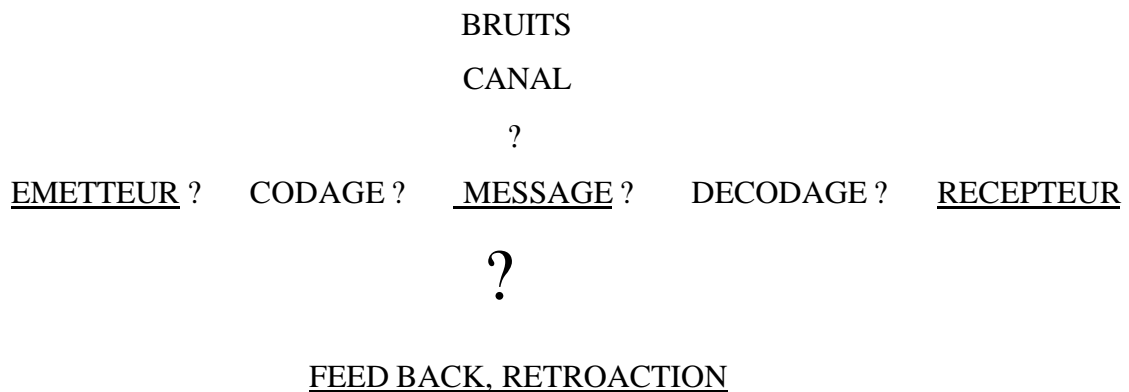 BRUITS
CANAL
?
EMETTEUR ? CODAGE ? MESSAGE ? DECODAGE ? RECEPTEUR
?
FEED BACK, RETROACTION